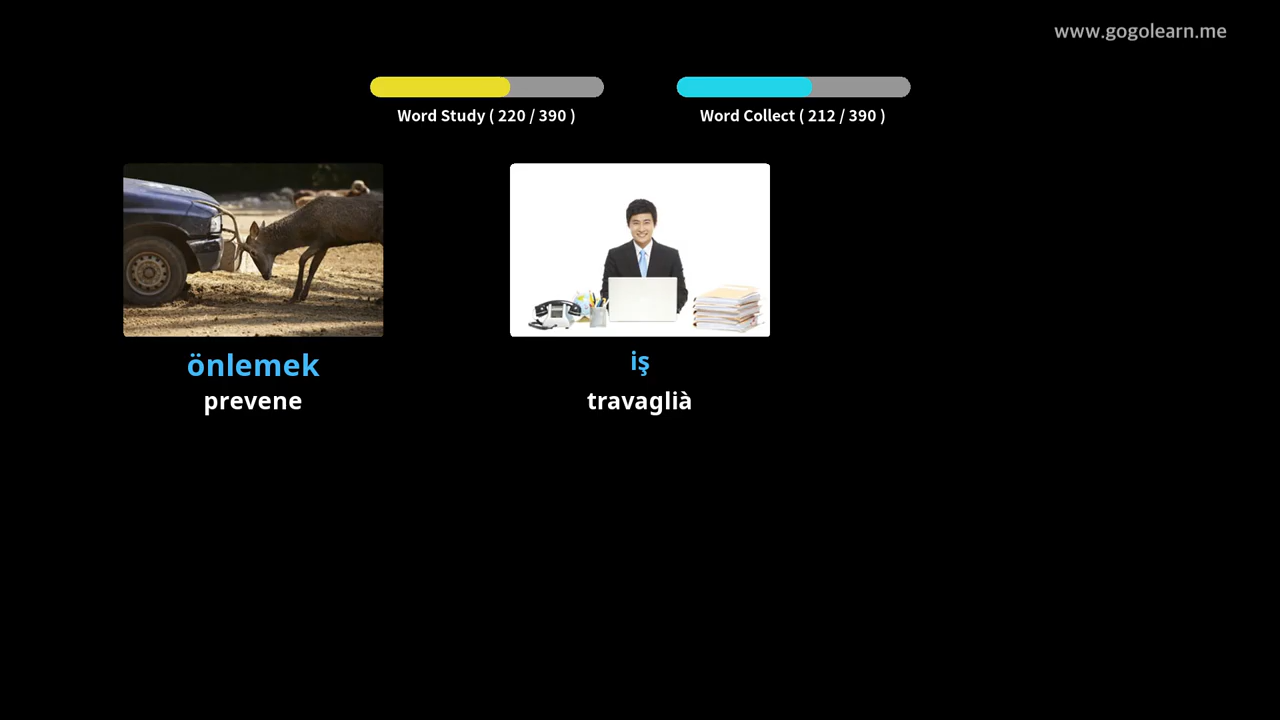 www.gogolearn.me
Word Study ( 220 / 390 )
Word Collect ( 212 / 390 )
önlemek
prevene
iş
travaglià